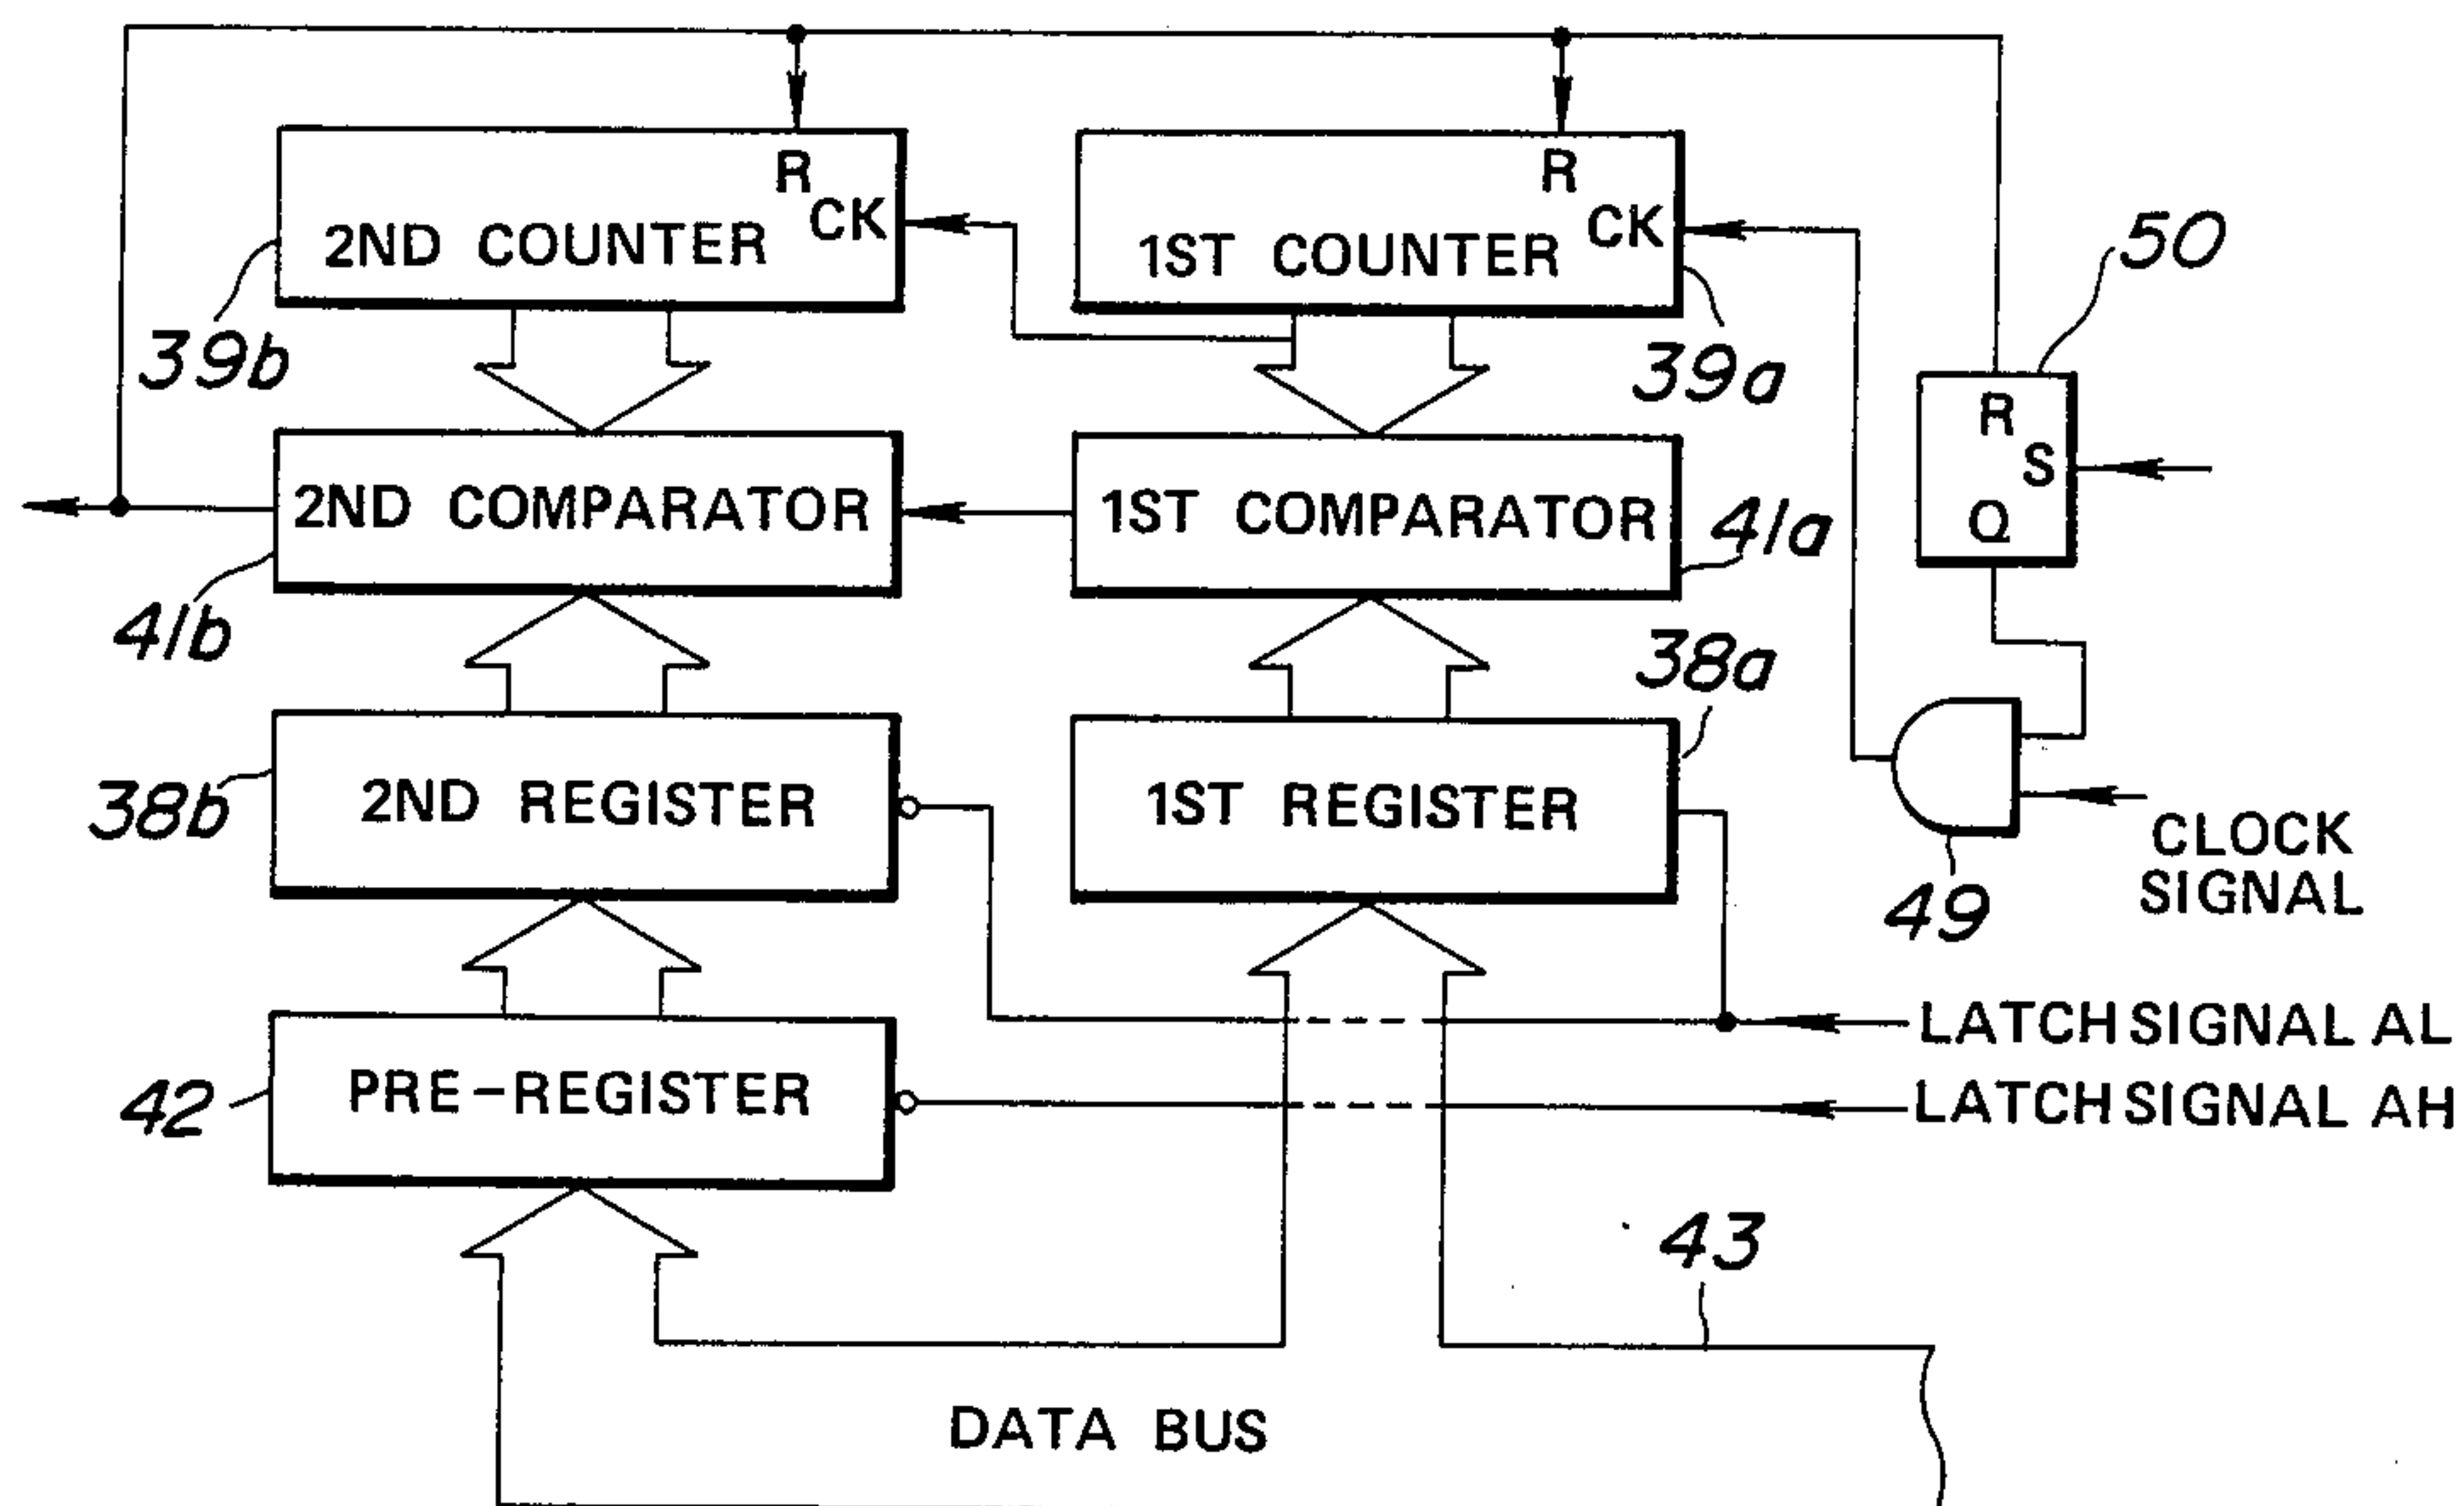 R
CK
2ND COUNTER
R
CK
1ST COUNTER
50
39b
39a
R
S
Q
2ND COMPARATOR
1ST COMPARATOR
41a
41b
38a
38b
2ND REGISTER
1ST REGISTER
CLOCK
SIGNAL
49
LATCH SIGNAL AL
LATCH SIGNAL AH
42
PRE-REGISTER
43
DATA BUS